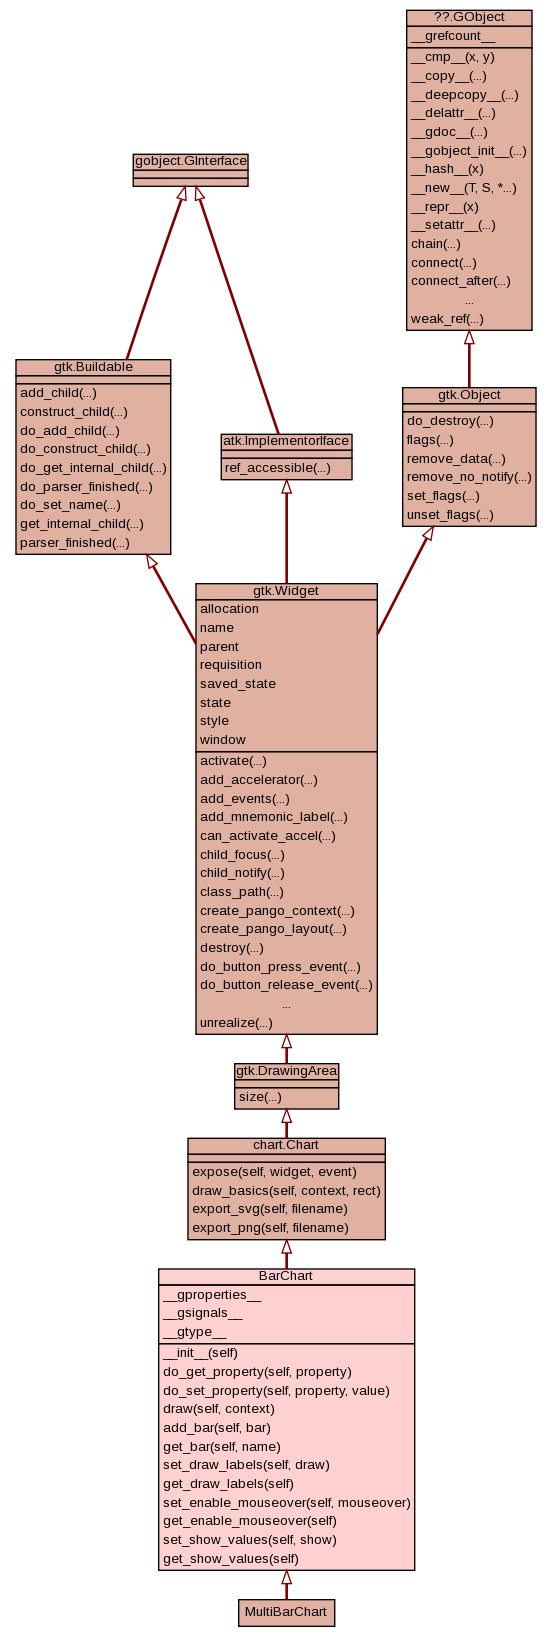 ??.GObject
__grefcount__
__cmp__(x, y)
__copy__(...)
__deepcopy__(...)
__delattr__(...)
__gdoc__(...)
__gobject_init__(...)
__hash__(x)
__new__(T, S, *...)
__repr__(x)
__setattr__(...)
chain(...)
connect(...)
connect_after(...)
...
weak_ref(...)
gobject.GInterface
gtk.Buildable
add_child(...)
construct_child(...)
do_add_child(...)
do_construct_child(...)
do_get_internal_child(...)
do_parser_finished(...)
do_set_name(...)
get_internal_child(...)
parser_finished(...)
atk.ImplementorIface
ref_accessible(...)
gtk.Object
do_destroy(...)
flags(...)
remove_data(...)
remove_no_notify(...)
set_flags(...)
unset_flags(...)
gtk.Widget
allocation
name
parent
requisition
saved_state
state
style
window
activate(...)
add_accelerator(...)
add_events(...)
add_mnemonic_label(...)
can_activate_accel(...)
child_focus(...)
child_notify(...)
class_path(...)
create_pango_context(...)
create_pango_layout(...)
destroy(...)
do_button_press_event(...)
do_button_release_event(...)
...
unrealize(...)
gtk.DrawingArea
size(...)
chart.Chart
expose(self, widget, event)
draw_basics(self, context, rect)
export_svg(self, filename)
export_png(self, filename)
BarChart
__gproperties__
__gsignals__
__gtype__
__init__(self)
do_get_property(self, property)
do_set_property(self, property, value)
draw(self, context)
add_bar(self, bar)
get_bar(self, name)
set_draw_labels(self, draw)
get_draw_labels(self)
set_enable_mouseover(self, mouseover)
get_enable_mouseover(self)
set_show_values(self, show)
get_show_values(self)
MultiBarChart